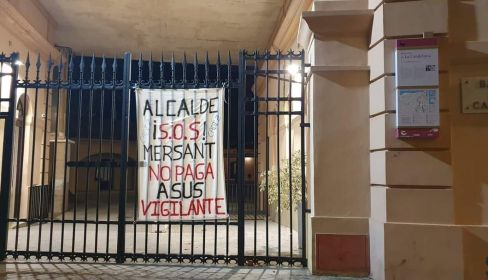 ALCALDE
¡S.O.S!
MERSANT
NO PAGA
A SUS
VIGILANTE